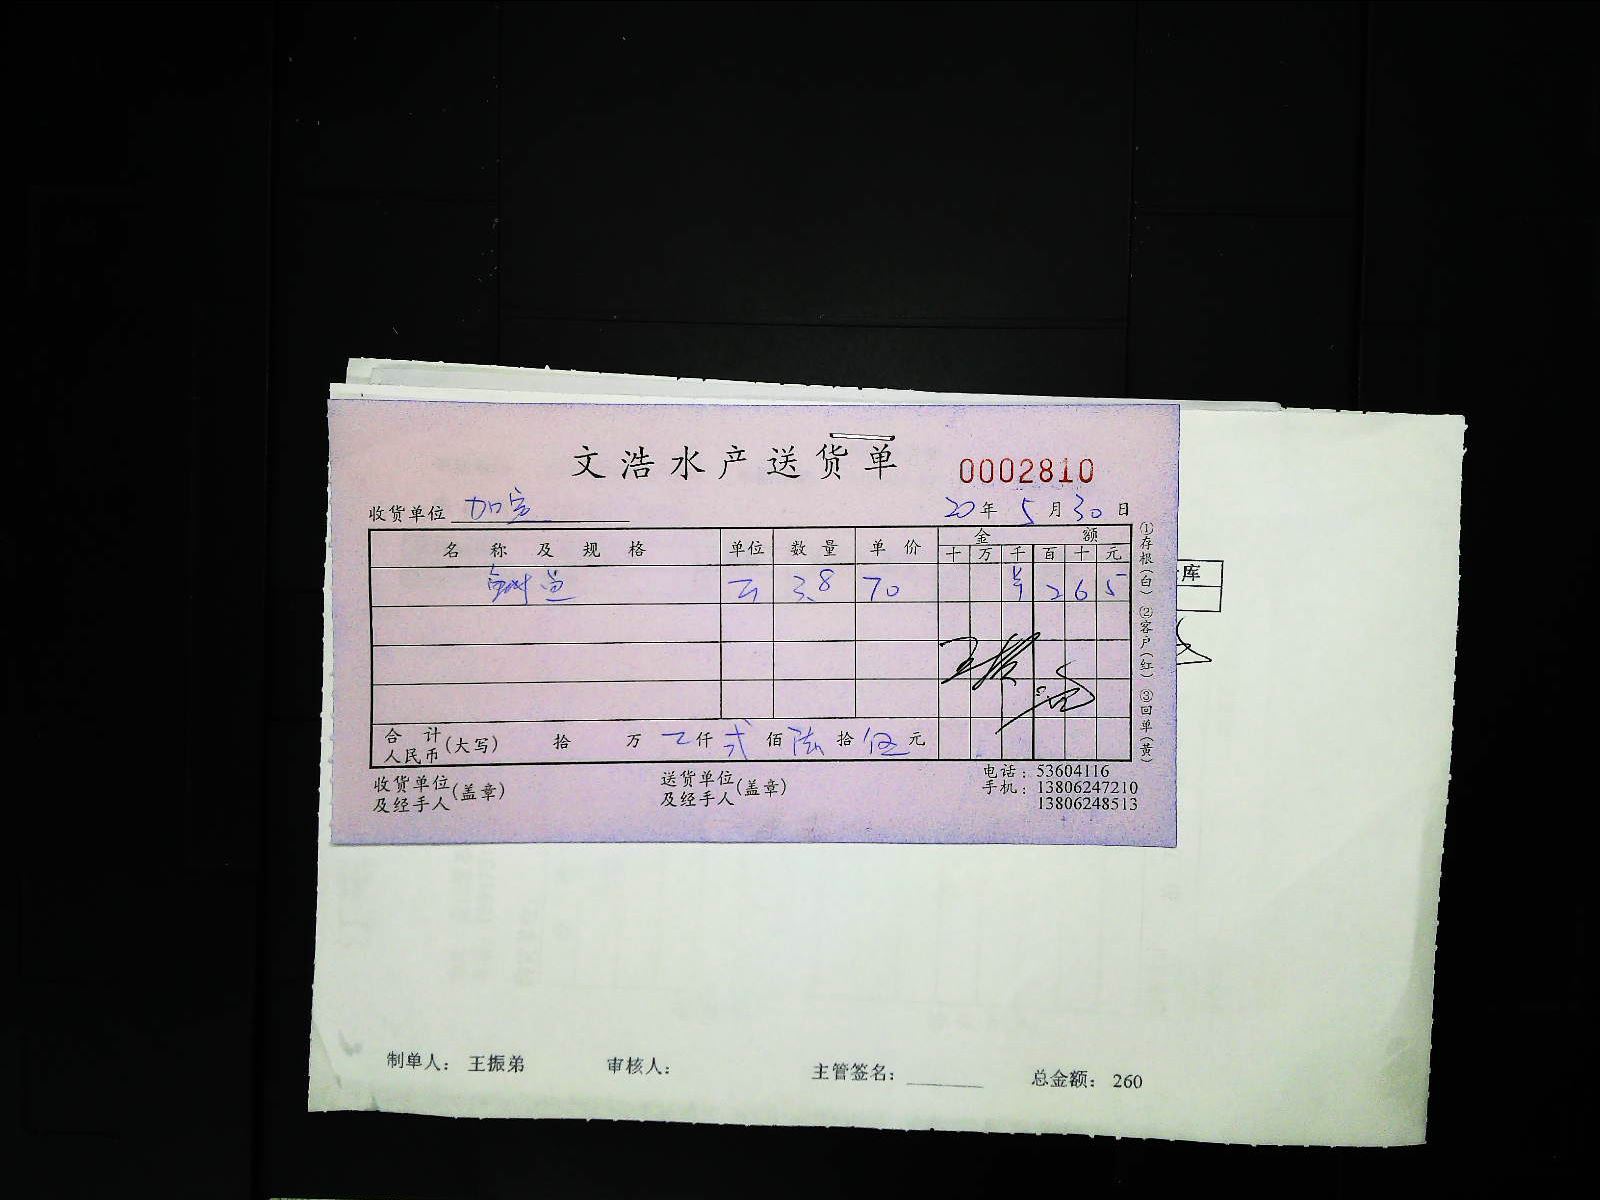 文浩水产送货单 0002810
收货单位 加宝 20年5月30日
名称及规格 单位 数量 单价 金额
十 万 千 百 十 元
3.8 70 ¥ 2 6 5
合计人民币(大写) 拾 万 仟 弍 佰 陆 拾 伍 元
收货单位及经手人(盖章) 送货单位及经手人(盖章)
电话:53604116
手机:13806247210
13806248513
①存根(白) ②客户(红) ③回单(黄)
库
制单人: 王振弟 审核人: 主管签名: 总金额: 260